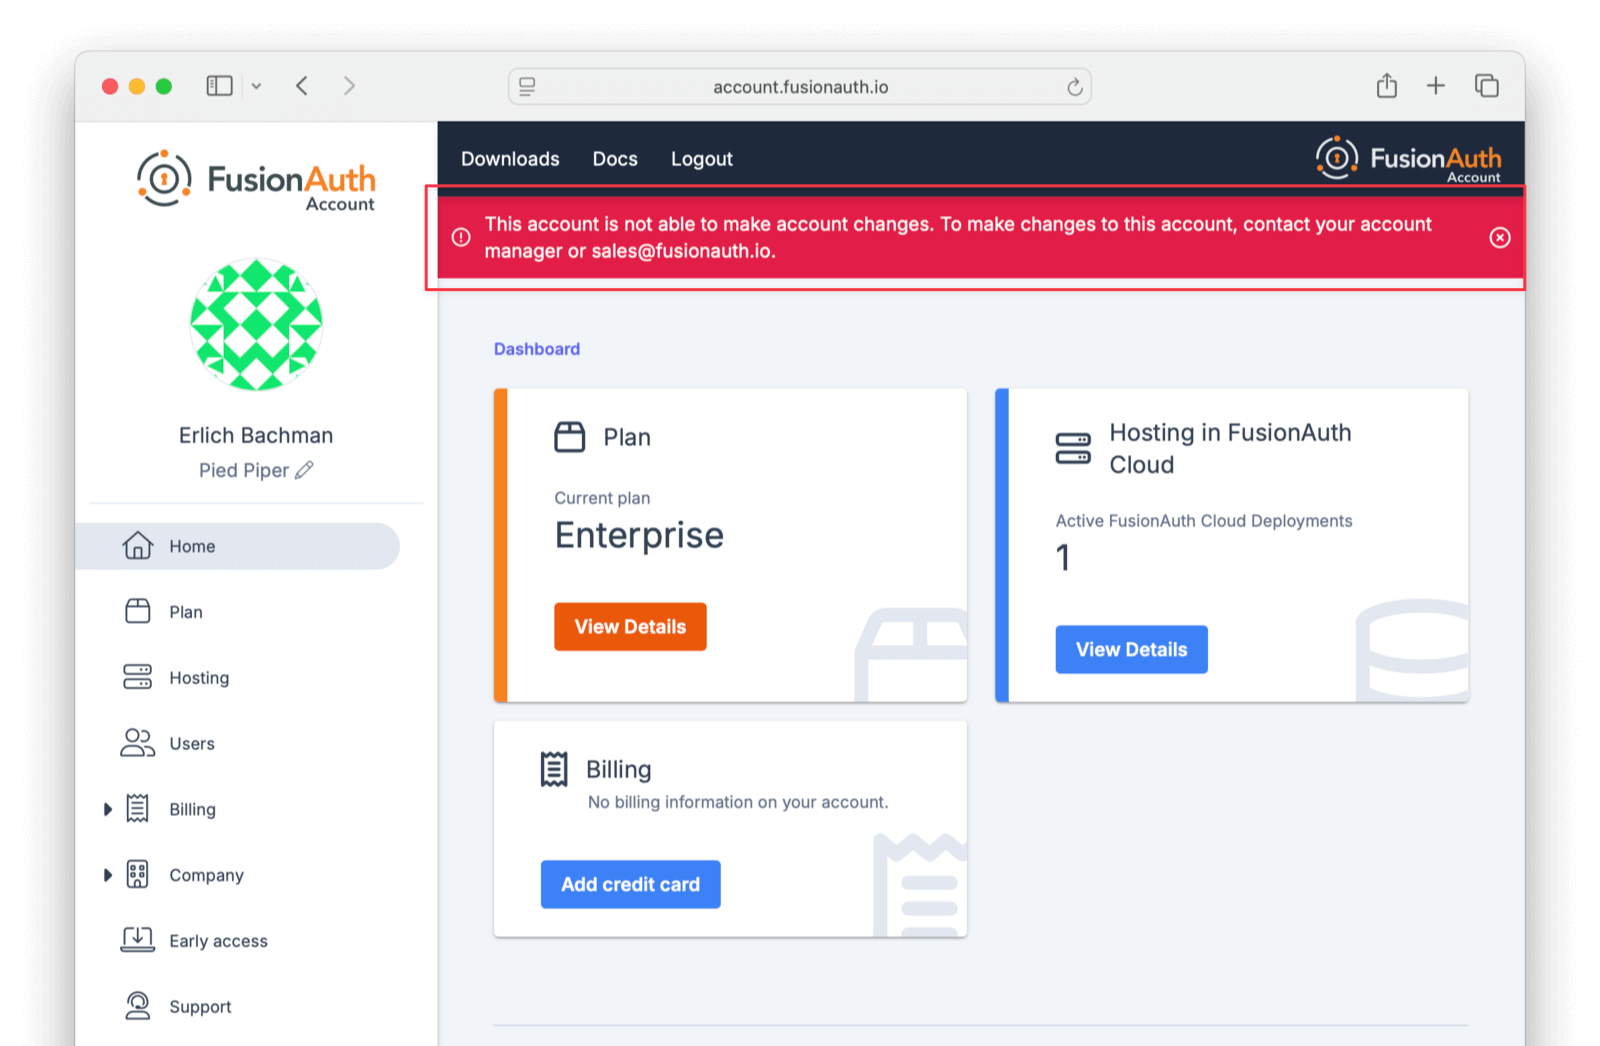 account.fusionauth.io
FusionAuth
Account
Erlich Bachman
Pied Piper
Home
Plan
Hosting
Users
Billing
Company
Early access
Support
Downloads
Docs
Logout
FusionAuth
Account
This account is not able to make account changes. To make changes to this account, contact your account
manager or sales@fusionauth.io.
Dashboard
Plan
Current plan
Enterprise
View Details
Hosting in FusionAuth
Cloud
Active FusionAuth Cloud Deployments
1
View Details
Billing
No billing information on your account.
Add credit card